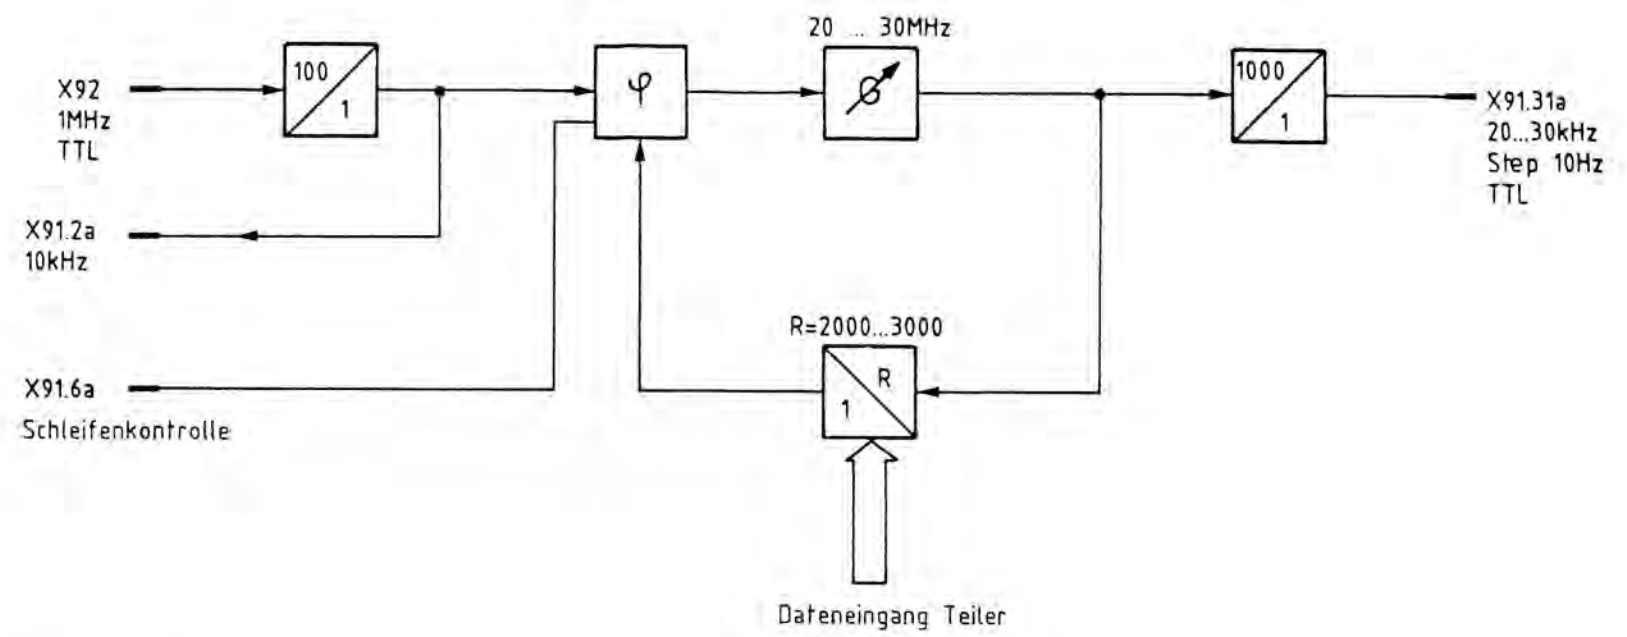 20 ... 30MHz
100
1
φ
G
1000
1
X92
1MHz
TTL
X91.31a
20...30kHz
Step 10Hz
TTL
X91.2a
10kHz
R=2000...3000
R
1
X91.6a
Schleifenkontrolle
Dateneingang Teiler